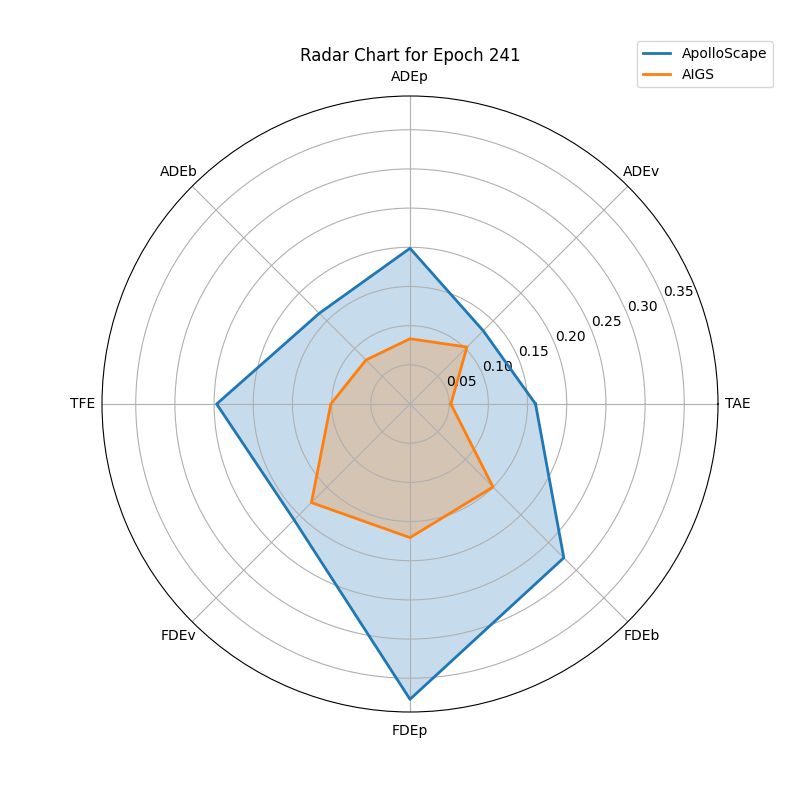 Radar Chart for Epoch 241
ApolloScape
AIGS
ADEp
ADEb
ADEv
0.35
0.30
0.25
0.20
0.15
0.10
0.05
TFE
TAE
FDEv
FDEb
FDEp